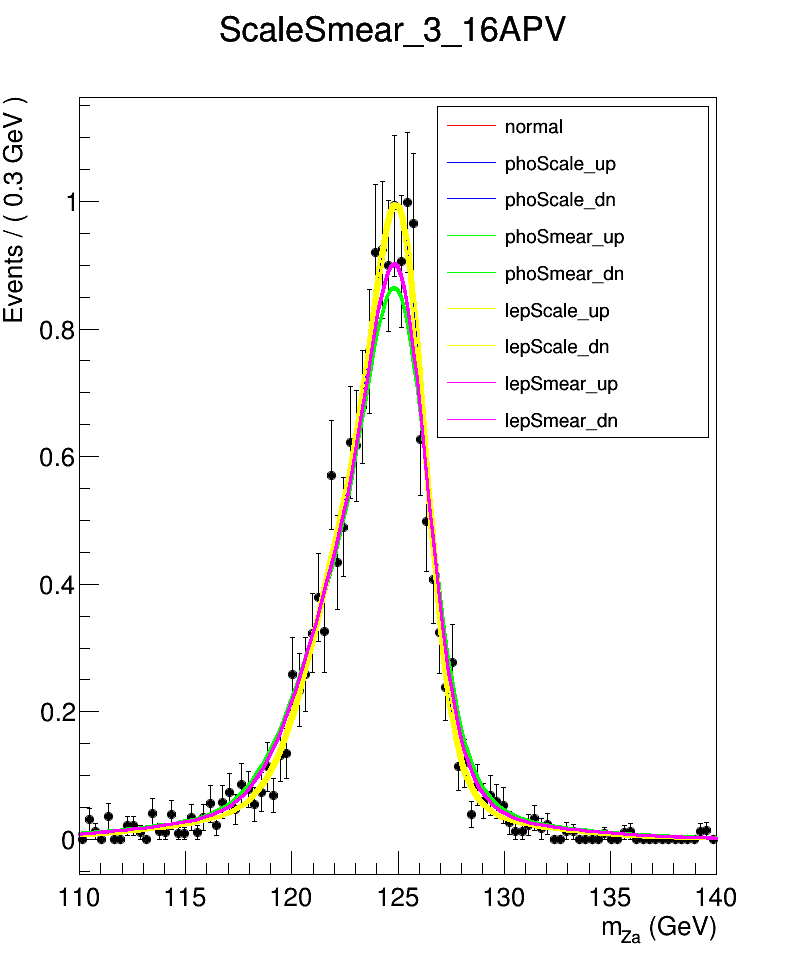 ScaleSmear_3_16APV
Events / ( 0.3 GeV )
1
0.8
0.6
0.4
0.2
0
normal
phoScale_up
phoScale_dn
phoSmear_up
phoSmear_dn
lepScale_up
lepScale_dn
lepSmear_up
lepSmear_dn
110 115 120 125 130 135 140
m_Za (GeV)